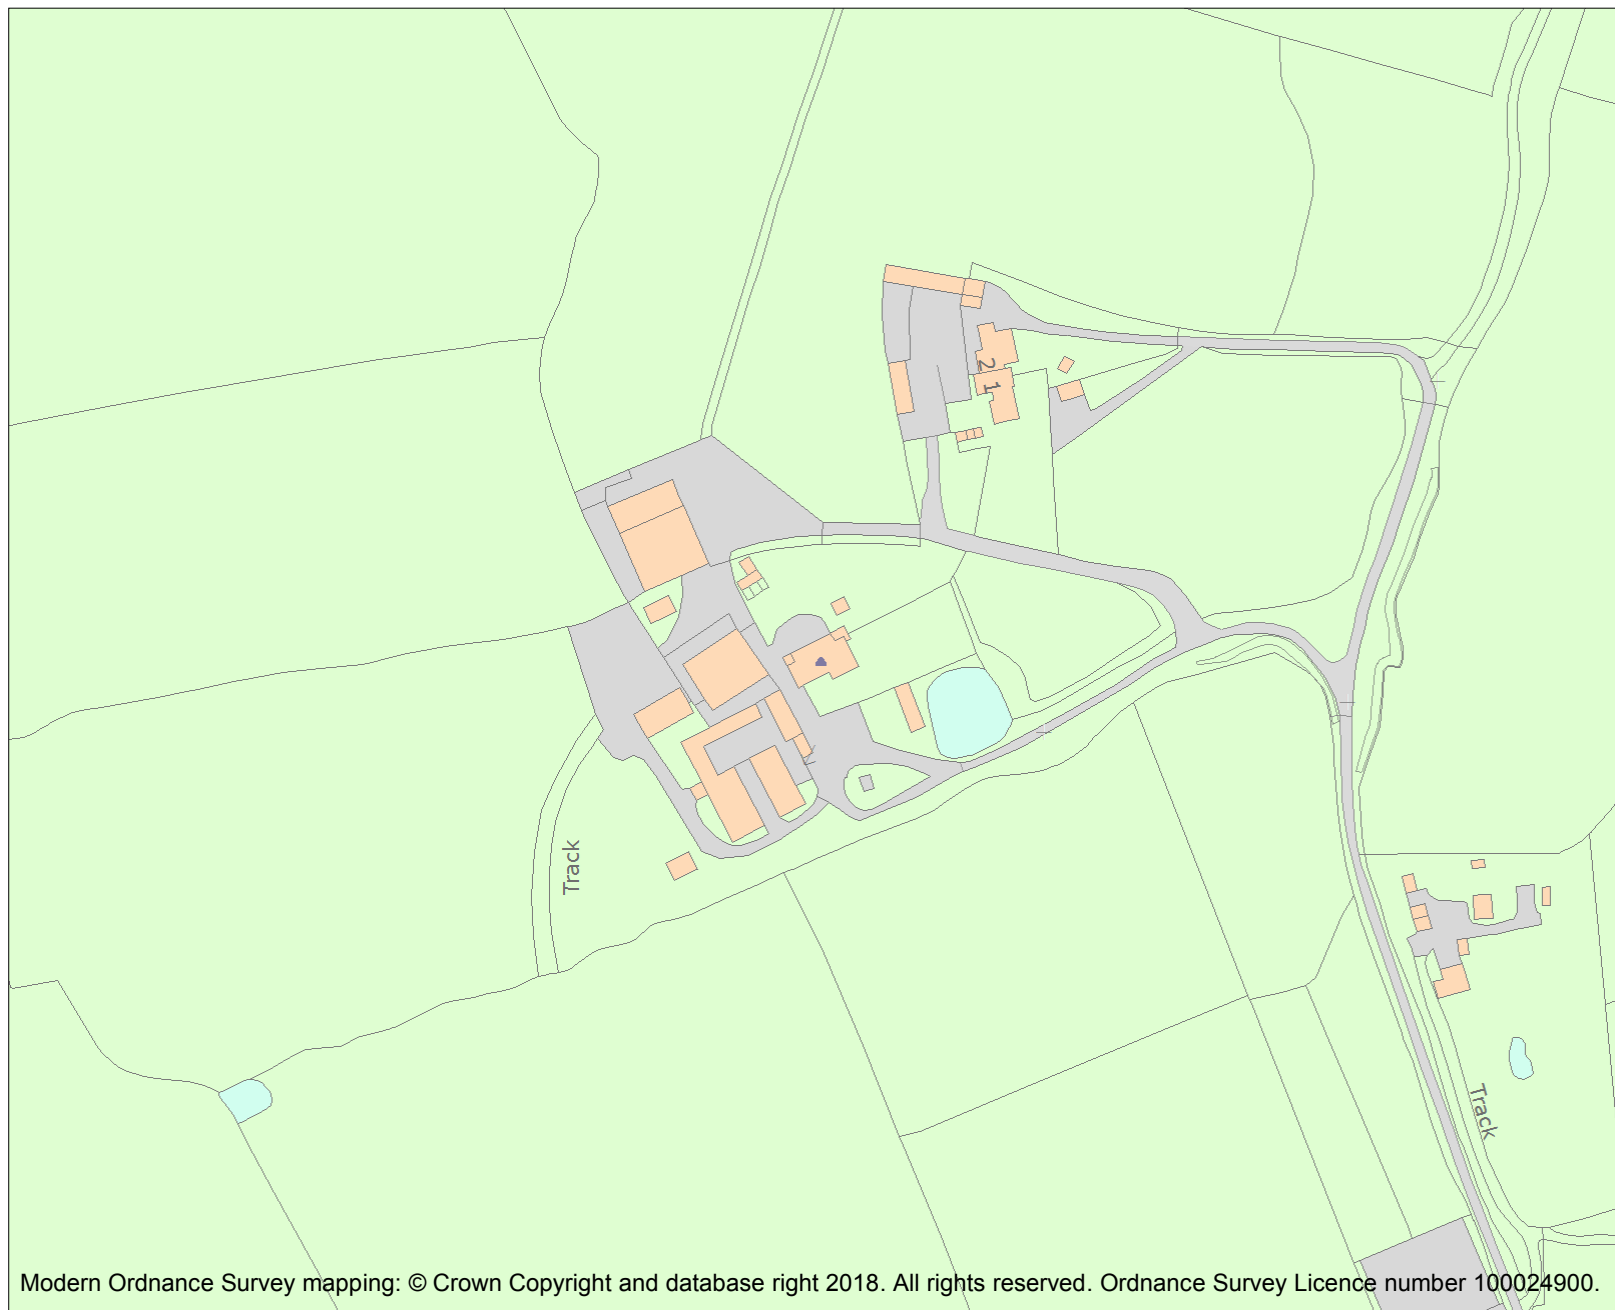 2
1
Track
Track
Modern Ordnance Survey mapping: © Crown Copyright and database right 2018. All rights reserved. Ordnance Survey Licence number 100024900.